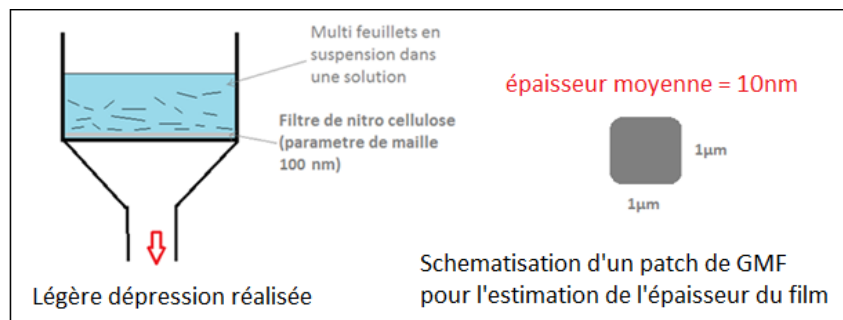 Multi feuillets en
suspension dans
une solution
Filtre de nitro cellulose
(parametre de maille
100 nm)
Légère dépression réalisée
épaisseur moyenne = 10nm
1µm
1µm
Schematisation d'un patch de GMF
pour l'estimation de l'épaisseur du film